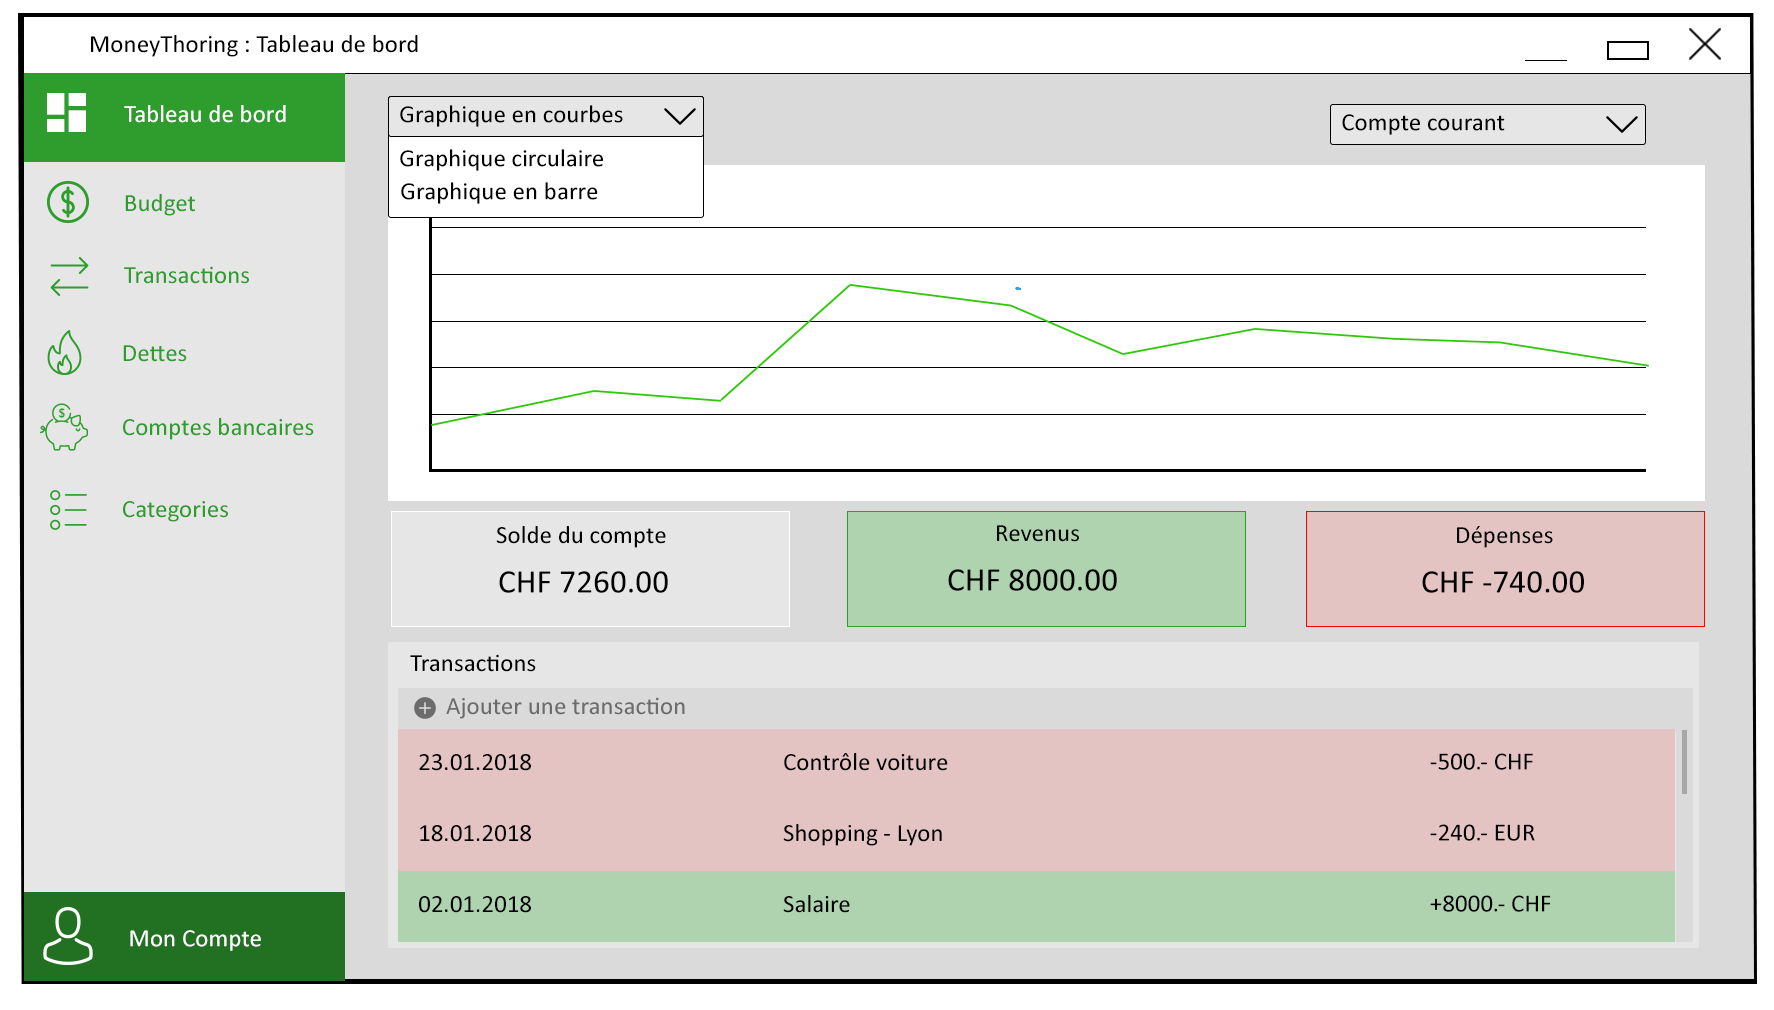 MoneyThoring : Tableau de bord
Tableau de bord
Budget
Transactions
Dettes
Comptes bancaires
Categories
Mon Compte
Graphique en courbes
Graphique circulaire
Graphique en barre
Compte courant
Solde du compte
CHF 7260.00
Revenus
CHF 8000.00
Dépenses
CHF -740.00
Transactions
Ajouter une transaction
23.01.2018 Contrôle voiture -500.- CHF
18.01.2018 Shopping - Lyon -240.- EUR
02.01.2018 Salaire +8000.- CHF